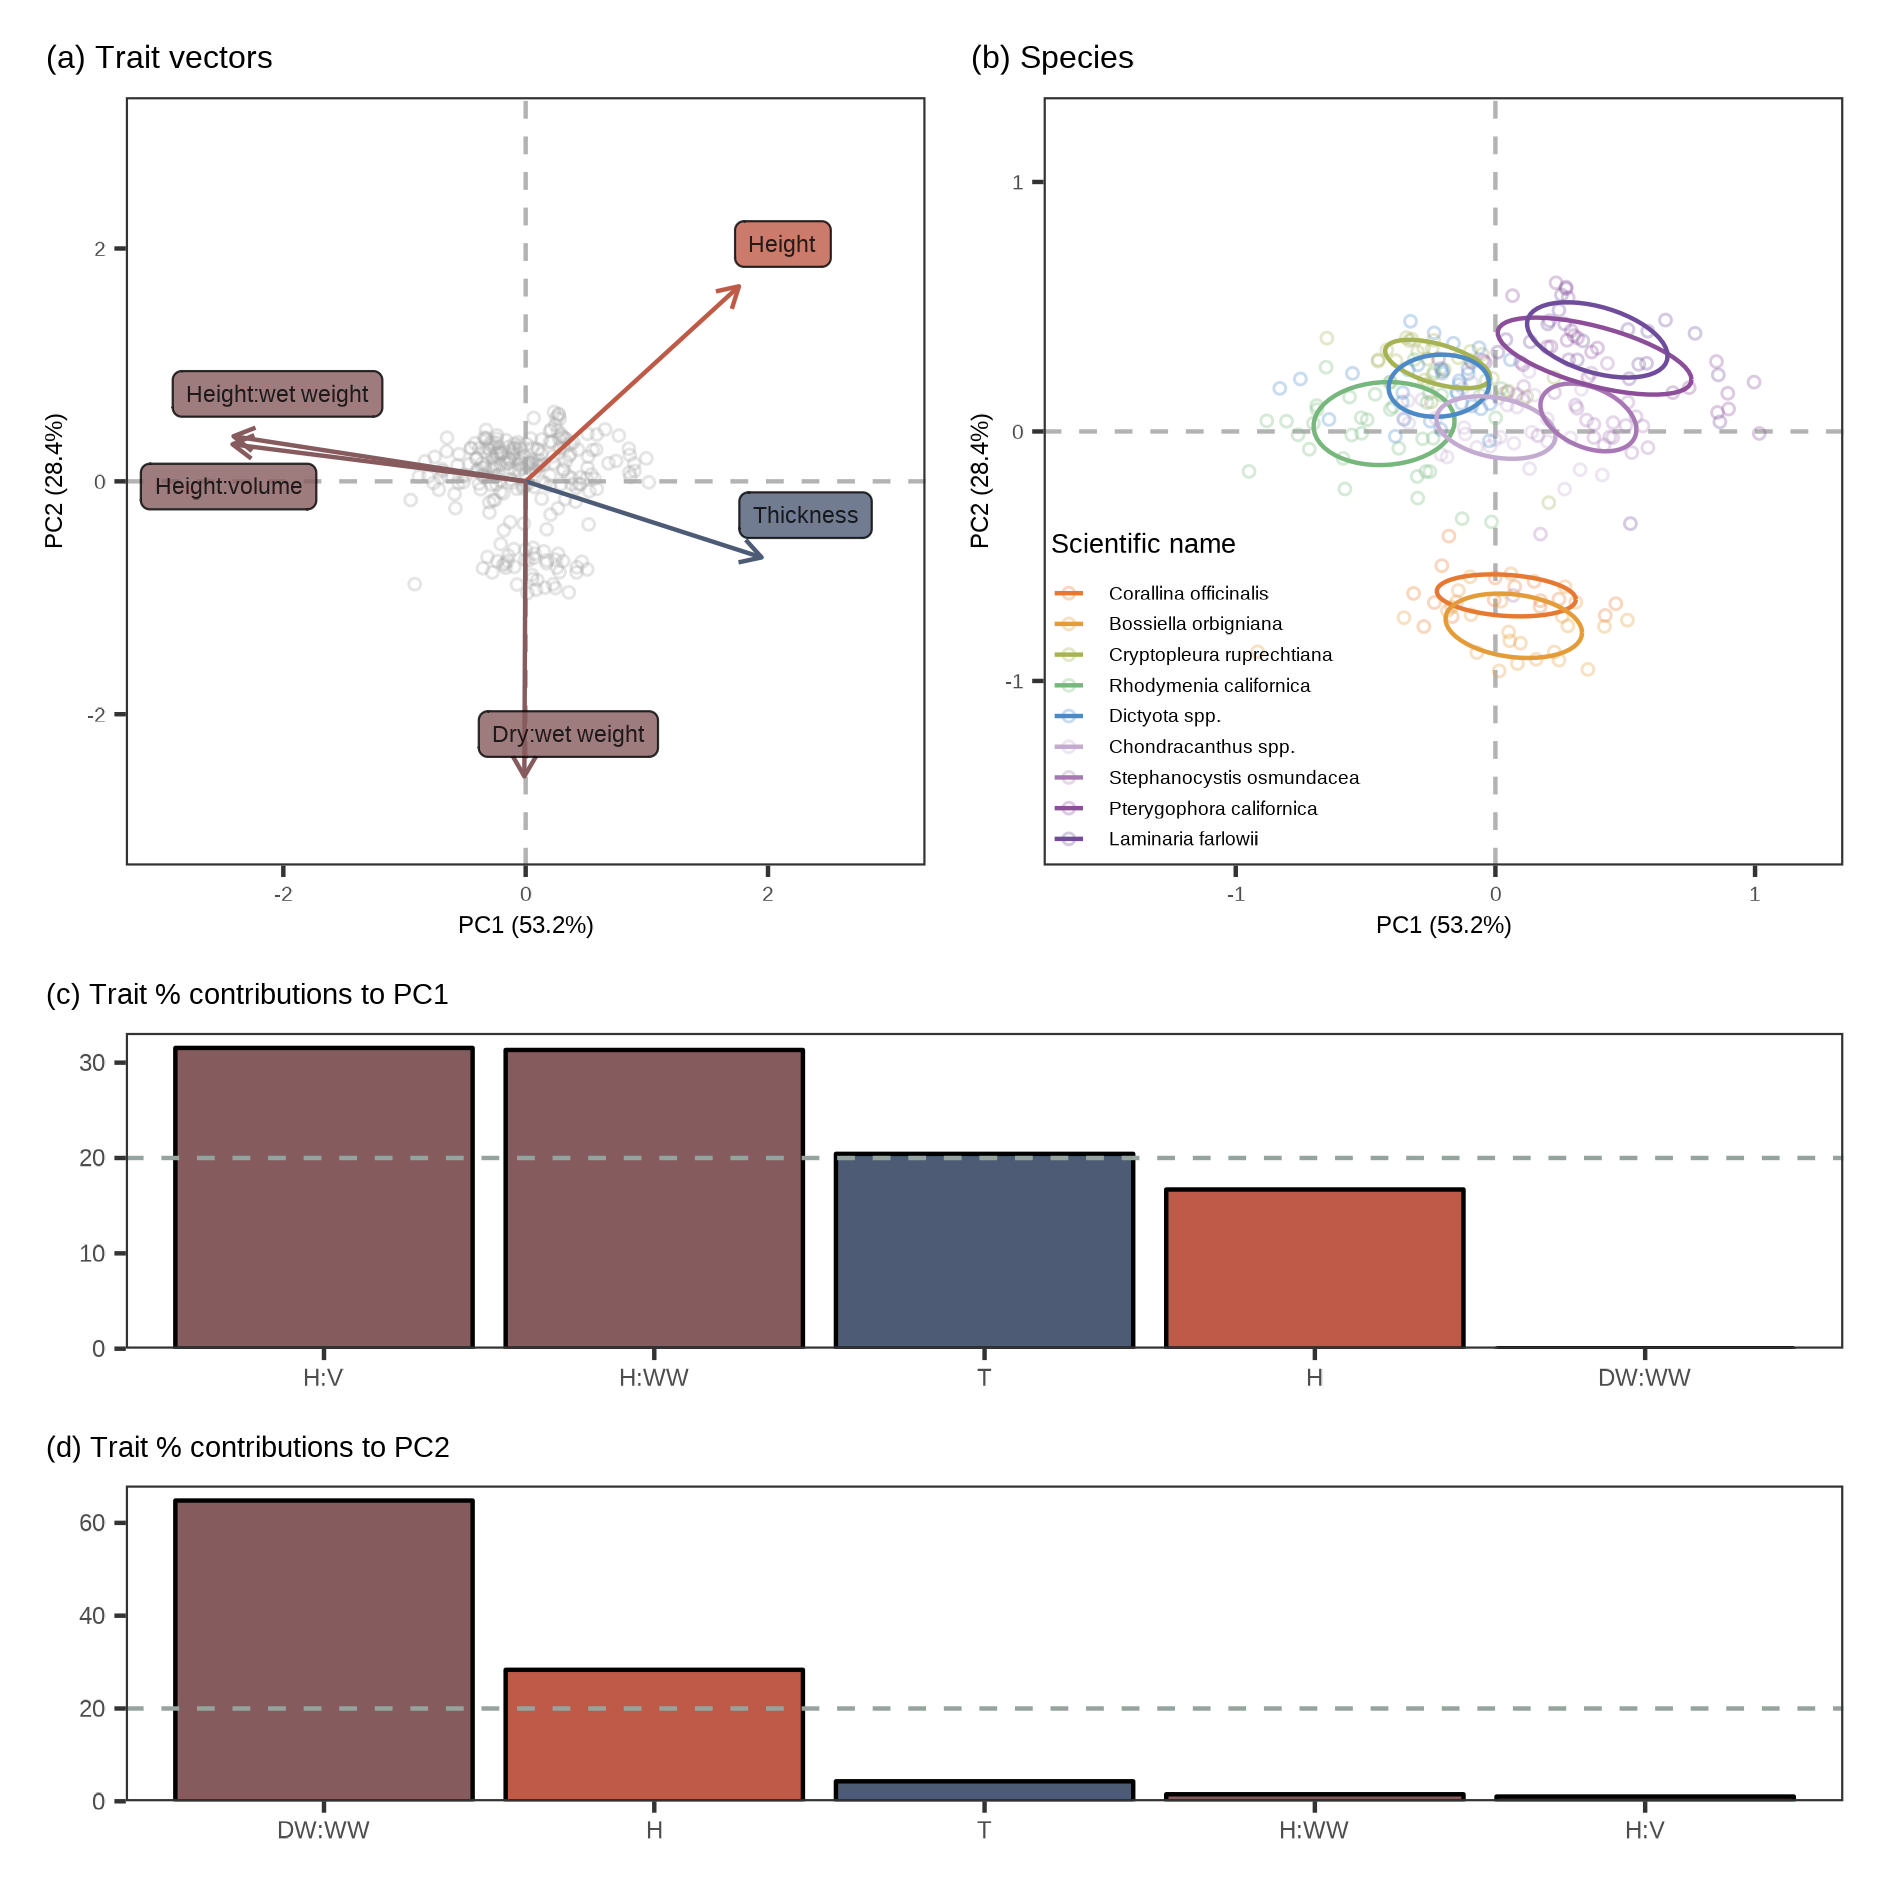 (a) Trait vectors
PC2 (28.4%)
2
0
-2
Height
Height:wet weight
Height:volume
Thickness
Dry:wet weight
-2
0
2
PC1 (53.2%)
(b) Species
PC2 (28.4%)
1
0
-1
Scientific name
Corallina officinalis
Bossiella orbigniana
Cryptopleura ruprechtiana
Rhodymenia californica
Dictyota spp.
Chondracanthus spp.
Stephanocystis osmundacea
Pterygophora californica
Laminaria farlowii
-1
0
1
PC1 (53.2%)
(c) Trait % contributions to PC1
30
20
10
0
H:V
H:WW
T
H
DW:WW
(d) Trait % contributions to PC2
60
40
20
0
DW:WW
H
T
H:WW
H:V